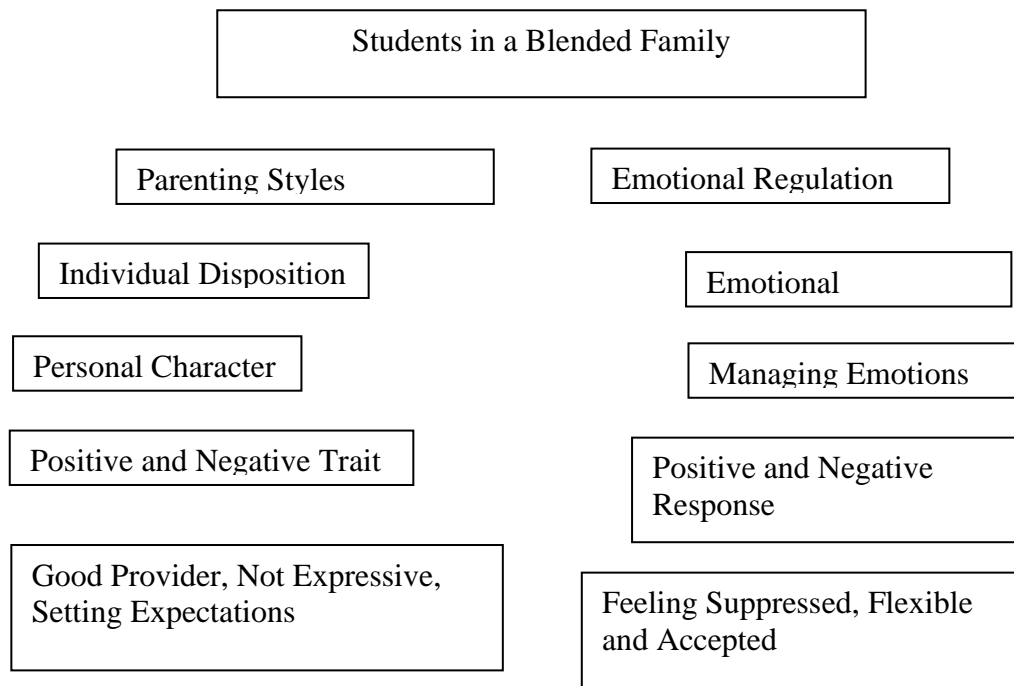 Students in a Blended Family
Parenting Styles
Emotional Regulation
Individual Disposition
Emotional
Personal Character
Managing Emotions
Positive and Negative Trait
Positive and Negative
Response
Good Provider, Not Expressive,
Setting Expectations
Feeling Suppressed, Flexible
and Accepted